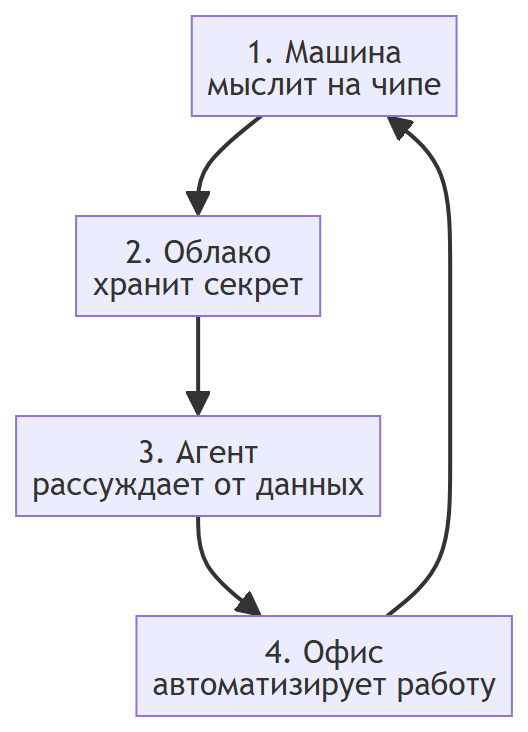 1. Машина
мыслит на чипе
2. Облако
хранит секрет
3. Агент
рассуждает от данных
4. Офис
автоматизирует работу